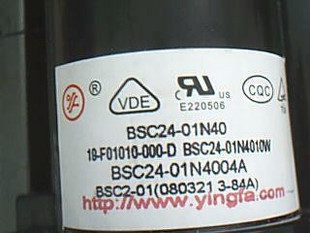 ® VDE c RU US CQC
E220506
BSC24-01N40
19-F01010-000-D BSC24-01N4010W
BSC24-01N4004A
BSC2-01(080321 3-84A)
http://www.yingfa.com